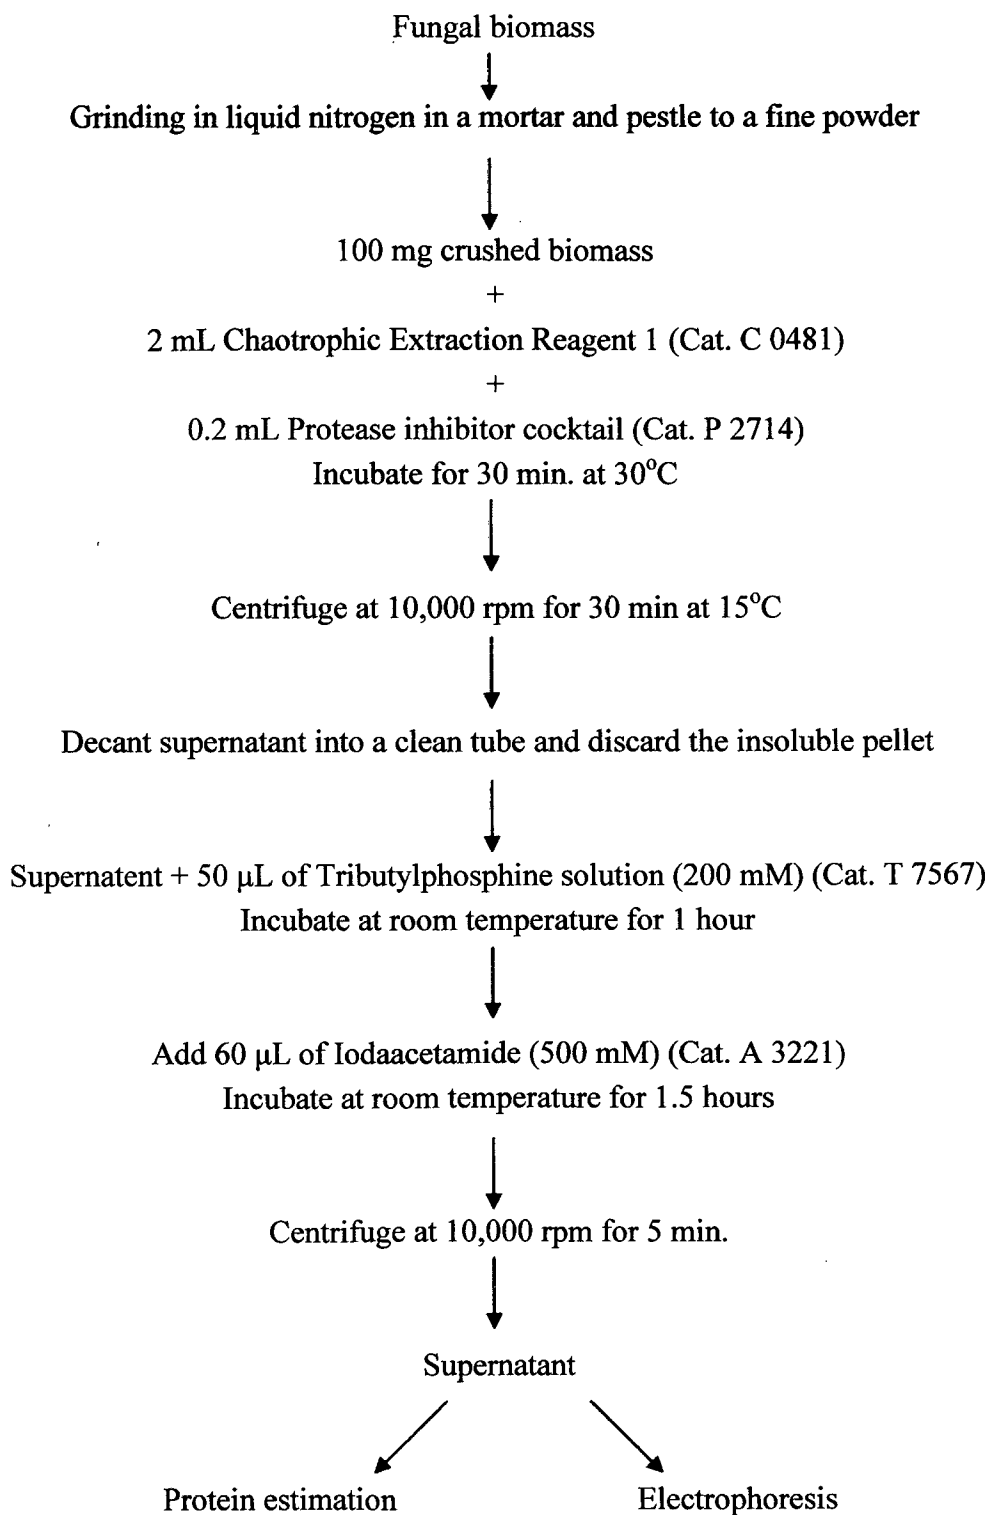 Fungal biomass
Grinding in liquid nitrogen in a mortar and pestle to a fine powder
100 mg crushed biomass
+
2 mL Chaotrophic Extraction Reagent 1 (Cat. C 0481)
+
0.2 mL Protease inhibitor cocktail (Cat. P 2714)
Incubate for 30 min. at 30°C
Centrifuge at 10,000 rpm for 30 min at 15°C
Decant supernatant into a clean tube and discard the insoluble pellet
Supernatent + 50 μL of Tributylphosphine solution (200 mM) (Cat. T 7567)
Incubate at room temperature for 1 hour
Add 60 μL of Iodaacetamide (500 mM) (Cat. A 3221)
Incubate at room temperature for 1.5 hours
Centrifuge at 10,000 rpm for 5 min.
Supernatant
Protein estimation Electrophoresis